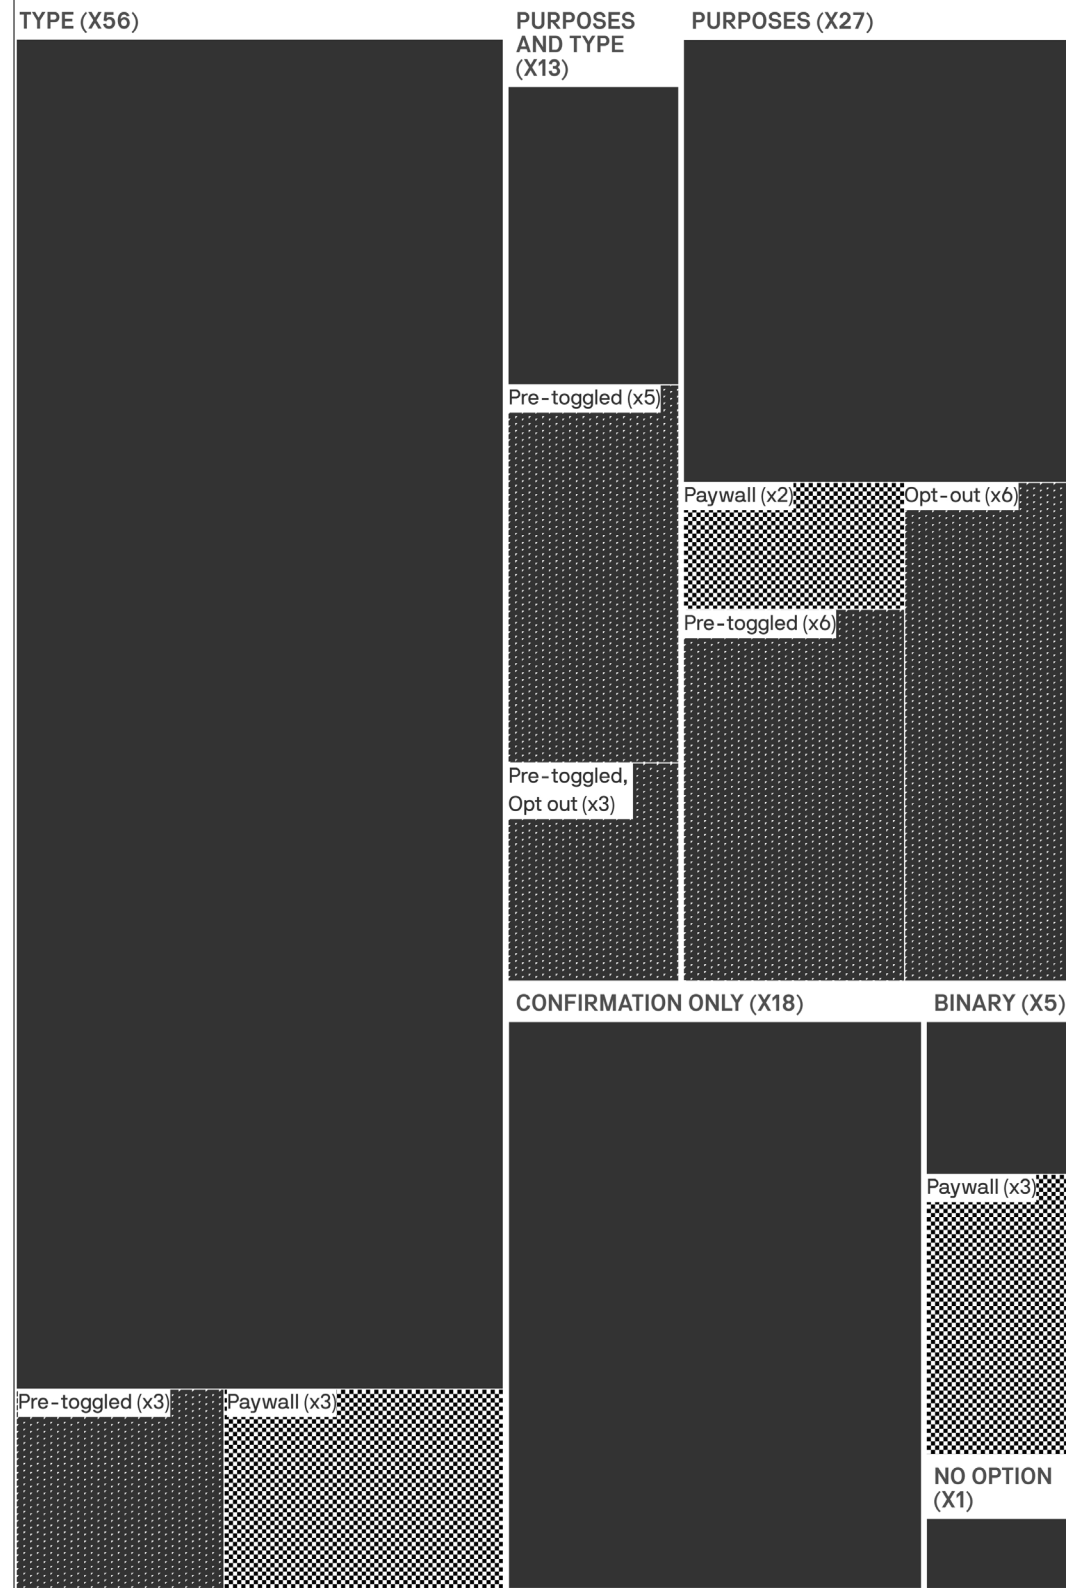 TYPE (X56)
PURPOSES
AND TYPE
(X13)
PURPOSES (X27)
Pre-toggled (x5)
Paywall (x2)
Opt-out (x6)
Pre-toggled (x6)
Pre-toggled,
Opt out (x3)
CONFIRMATION ONLY (X18)
BINARY (X5)
Paywall (x3)
Pre-toggled (x3)
Paywall (x3)
NO OPTION
(X1)